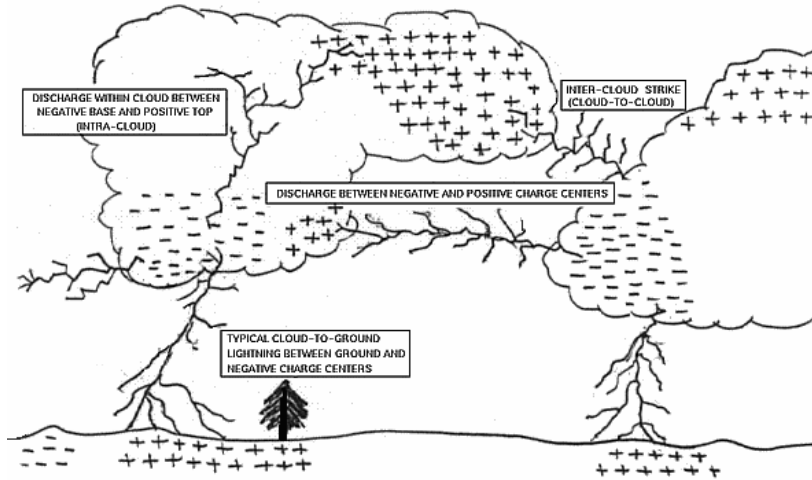 DISCHARGE WITHIN CLOUD BETWEEN
NEGATIVE BASE AND POSITIVE TOP
(INTRA-CLOUD)
INTER-CLOUD STRIKE
(CLOUD-TO-CLOUD)
DISCHARGE BETWEEN NEGATIVE AND POSITIVE CHARGE CENTERS
TYPICAL CLOUD-TO-GROUND
LIGHTNING BETWEEN GROUND AND
NEGATIVE CHARGE CENTERS